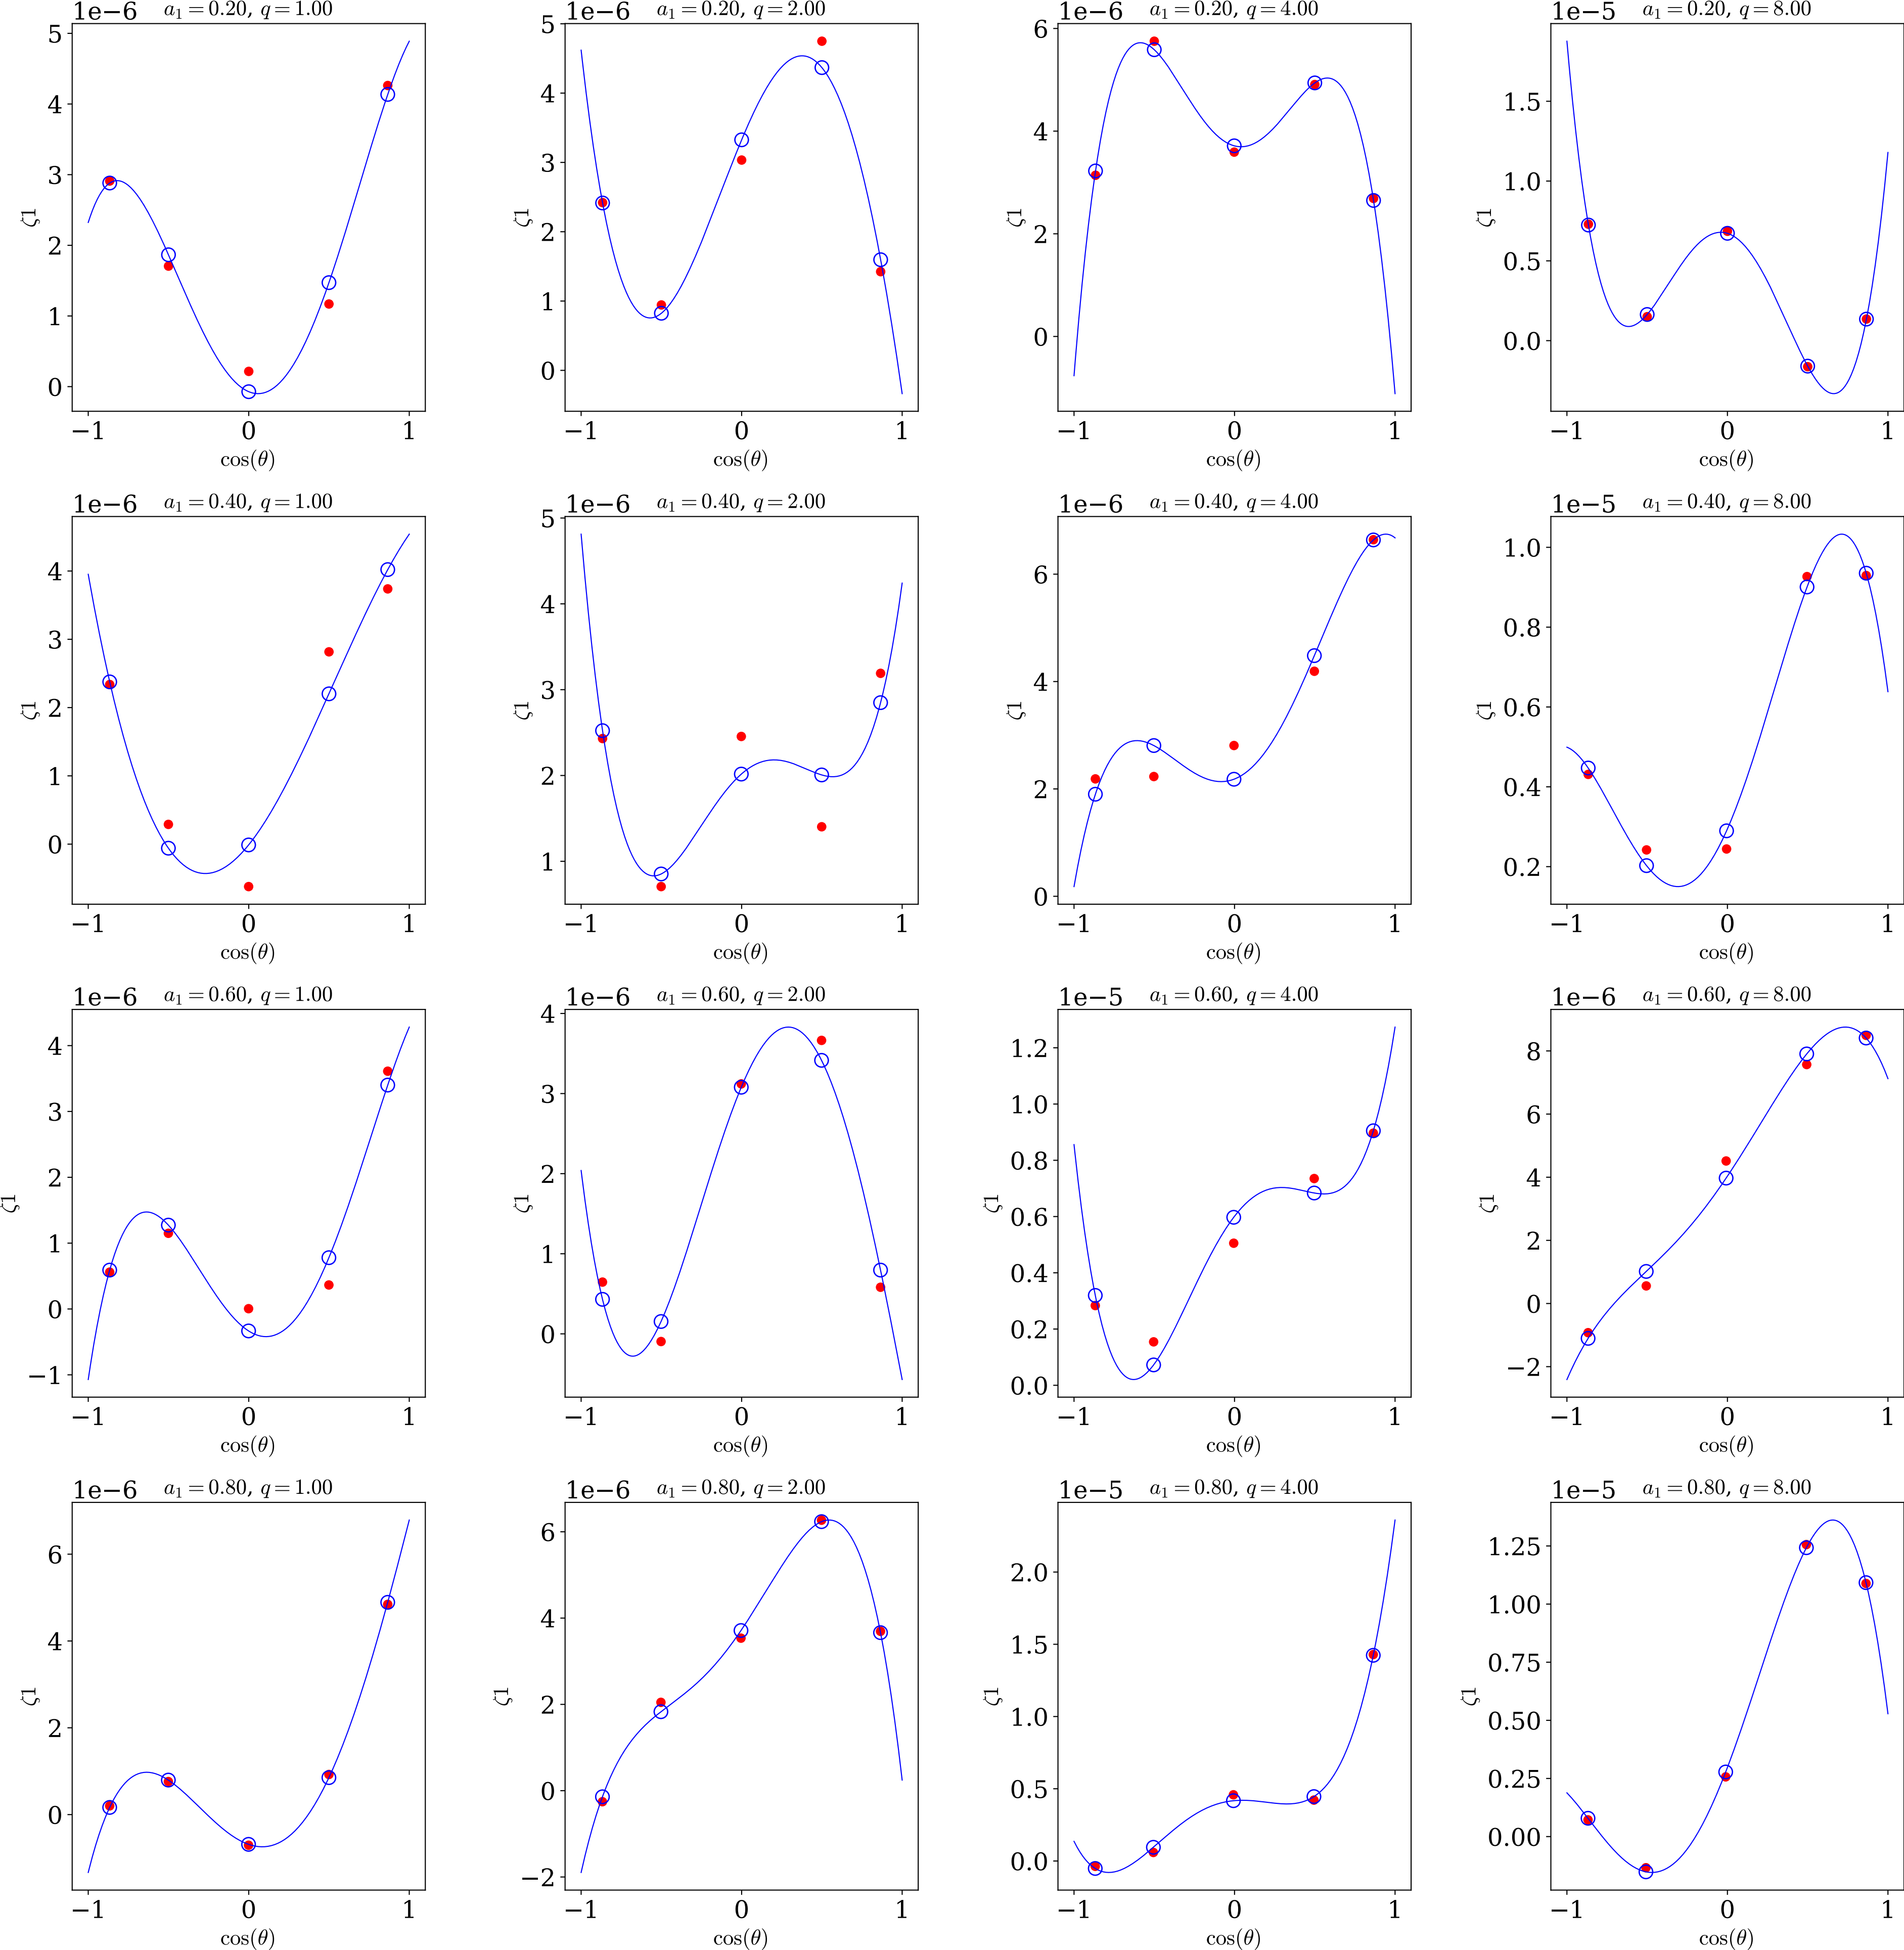 1e−6 a₁ = 0.20, q = 1.00
5
4
3
2
1
0
ζ1
−1 0 1
cos(θ)
1e−6 a₁ = 0.20, q = 2.00
5
4
3
2
1
0
ζ1
−1 0 1
cos(θ)
1e−6 a₁ = 0.20, q = 4.00
6
4
2
0
ζ1
−1 0 1
cos(θ)
1e−5 a₁ = 0.20, q = 8.00
1.5
1.0
0.5
0.0
ζ1
−1 0 1
cos(θ)
1e−6 a₁ = 0.40, q = 1.00
4
3
2
1
0
ζ1
−1 0 1
cos(θ)
1e−6 a₁ = 0.40, q = 2.00
5
4
3
2
1
ζ1
−1 0 1
cos(θ)
1e−6 a₁ = 0.40, q = 4.00
6
4
2
0
ζ1
−1 0 1
cos(θ)
1e−5 a₁ = 0.40, q = 8.00
1.0
0.8
0.6
0.4
0.2
ζ1
−1 0 1
cos(θ)
1e−6 a₁ = 0.60, q = 1.00
4
3
2
1
0
−1
ζ1
−1 0 1
cos(θ)
1e−6 a₁ = 0.60, q = 2.00
4
3
2
1
0
ζ1
−1 0 1
cos(θ)
1e−5 a₁ = 0.60, q = 4.00
1.2
1.0
0.8
0.6
0.4
0.2
0.0
ζ1
−1 0 1
cos(θ)
1e−6 a₁ = 0.60, q = 8.00
8
6
4
2
0
−2
ζ1
−1 0 1
cos(θ)
1e−6 a₁ = 0.80, q = 1.00
6
4
2
0
ζ1
−1 0 1
cos(θ)
1e−6 a₁ = 0.80, q = 2.00
6
4
2
0
−2
ζ1
−1 0 1
cos(θ)
1e−5 a₁ = 0.80, q = 4.00
2.0
1.5
1.0
0.5
0.0
ζ1
−1 0 1
cos(θ)
1e−5 a₁ = 0.80, q = 8.00
1.25
1.00
0.75
0.50
0.25
0.00
ζ1
−1 0 1
cos(θ)